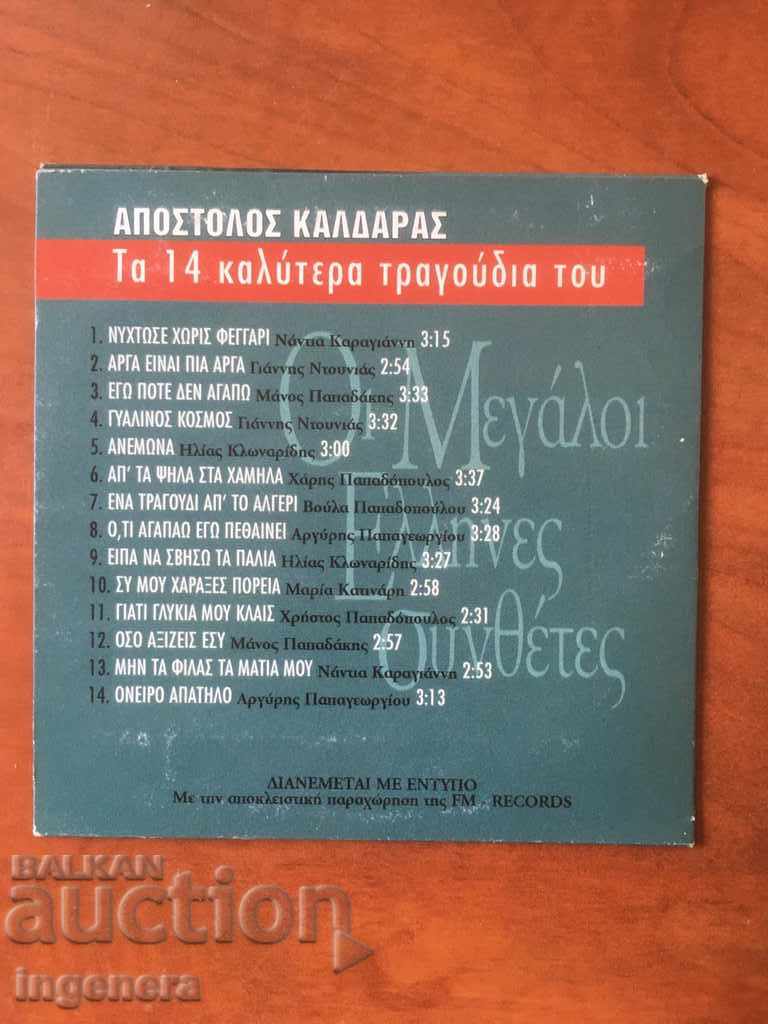 ΑΠΟΣΤΟΛΟΣ ΚΑΛΔΑΡΑΣ
Τα 14 καλύτερα τραγούδια του
1. ΝΥΧΤΩΣΕ ΧΩΡΙΣ ΦΕΓΓΑΡΙ Νάντια Καραγιάννη 3:15
2. ΑΡΓΑ ΕΙΝΑΙ ΠΙΑ ΑΡΓΑ Γιάννης Ντουνιάς 2:54
3. ΕΓΩ ΠΟΤΕ ΔΕΝ ΑΓΑΠΩ Μάνος Παπαδάκης 3:33
4. ΓΥΑΛΙΝΟΣ ΚΟΣΜΟΣ Γιάννης Ντουνιάς 3:32
5. ΑΝΕΜΩΝΑ Ηλίας Κλωναρίδης 3:00
6. ΑΠ' ΤΑ ΨΗΛΑ ΣΤΑ ΧΑΜΗΛΑ Χάρης Παπαδόπουλος 3:37
7. ΕΝΑ ΤΡΑΓΟΥΔΙ ΑΠ' ΤΟ ΑΛΓΕΡΙ Βούλα Παπαδοπούλου 3:24
8. Ο,ΤΙ ΑΓΑΠΑΩ ΕΓΩ ΠΕΘΑΙΝΕΙ Αργύρης Παπαγεωργίου 3:28
9. ΕΙΠΑ ΝΑ ΣΒΗΣΩ ΤΑ ΠΑΛΙΑ Ηλίας Κλωναρίδης 3:27
10. ΣΥ ΜΟΥ ΧΑΡΑΞΕΣ ΠΟΡΕΙΑ Μαρία Κατινάρη 2:58
11. ΓΙΑΤΙ ΓΛΥΚΙΑ ΜΟΥ ΚΛΑΙΣ Χρήστος Παπαδόπουλος 2:31
12. ΟΣΟ ΑΞΙΖΕΙΣ ΕΣΥ Μάνος Παπαδάκης 2:57
13. ΜΗΝ ΤΑ ΦΙΛΑΣ ΤΑ ΜΑΤΙΑ ΜΟΥ Νάντια Καραγιάννη 2:53
14. ΟΝΕΙΡΟ ΑΠΑΤΗΛΟ Αργύρης Παπαγεωργίου 3:13
Οι Μεγάλοι
Έλληνες
Συνθέτες
ΔΙΑΝΕΜΕΤΑΙ ΜΕ ΕΝΤΥΠΟ
Με την αποκλειστική παραχώρηση της FM - RECORDS
BALKAN
auction
ingenera